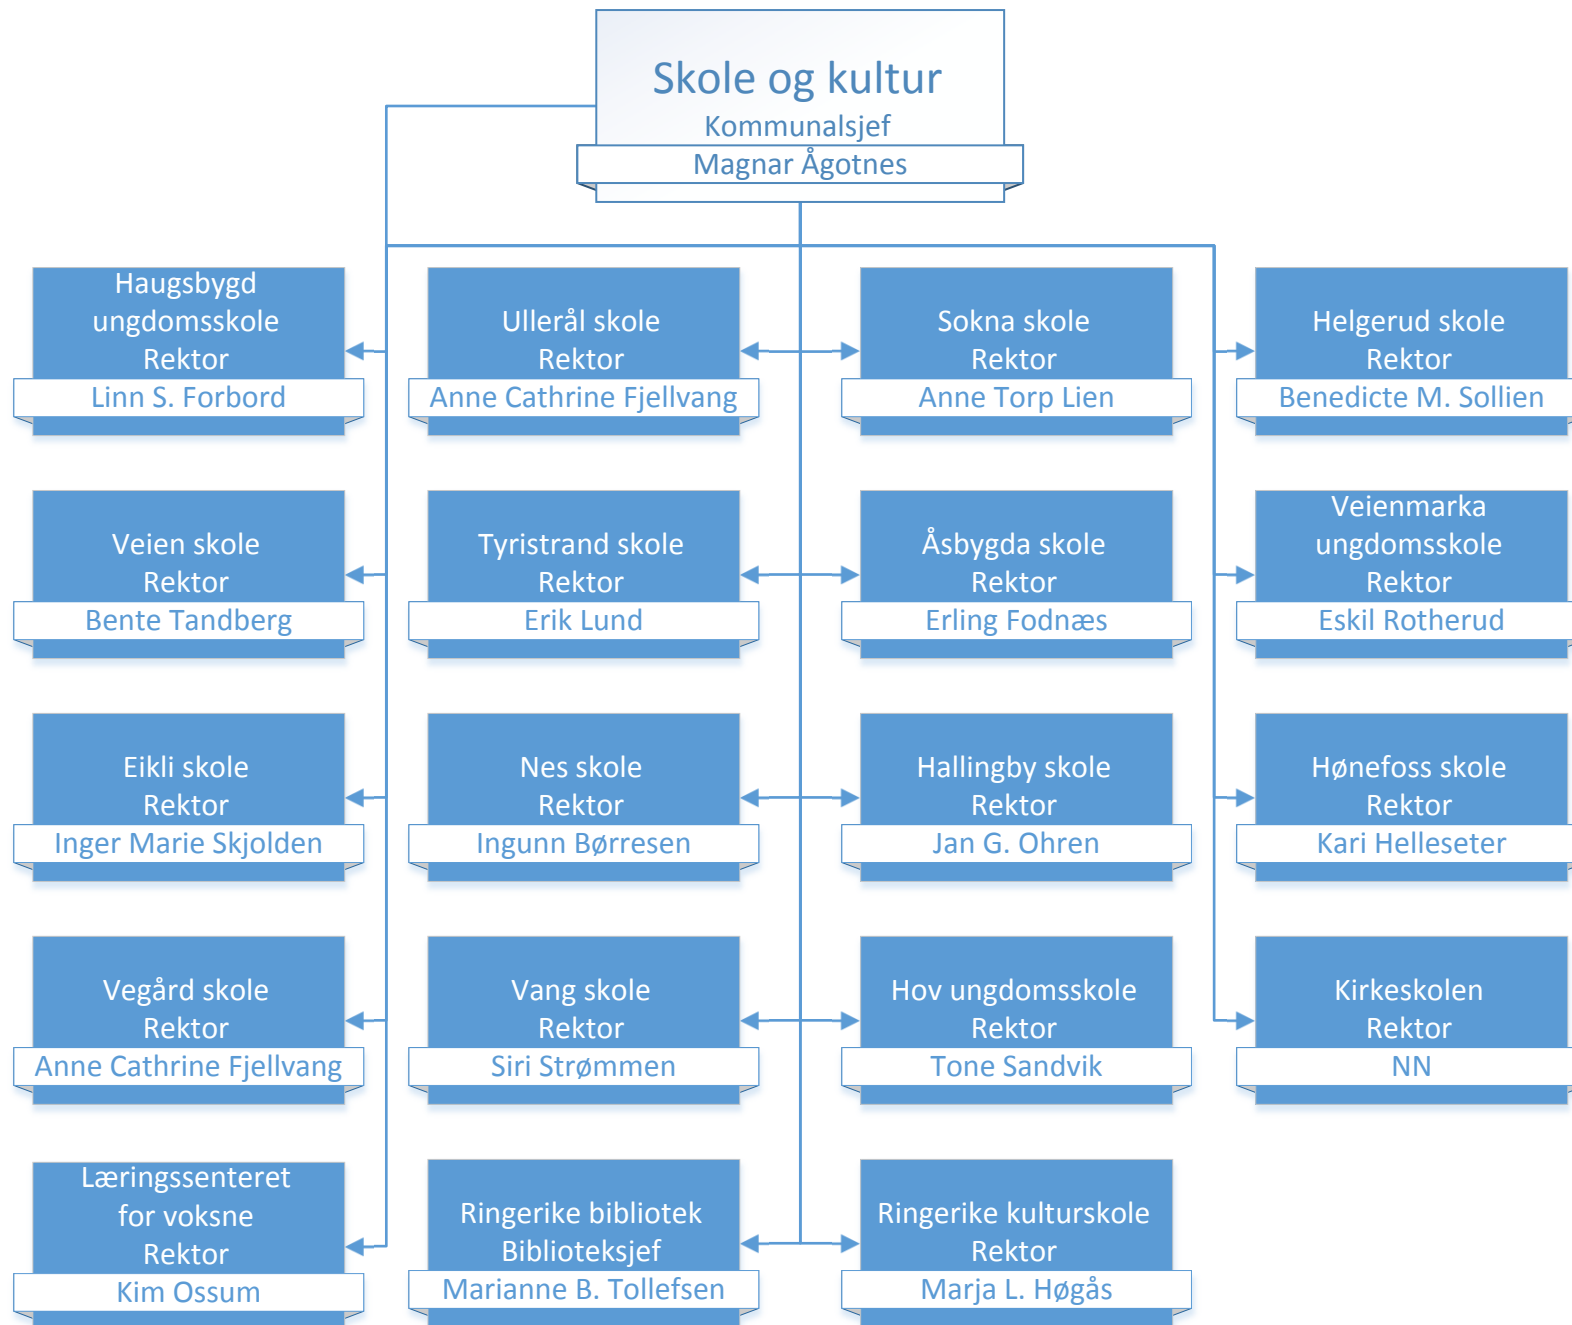 Skole og kultur
Kommunalsjef
Magnar Ågotnes
Haugsbygd
ungdomsskole
Rektor
Linn S. Forbord
Ullerål skole
Rektor
Anne Cathrine Fjellvang
Sokna skole
Rektor
Anne Torp Lien
Helgerud skole
Rektor
Benedicte M. Sollien
Veien skole
Rektor
Bente Tandberg
Tyristrand skole
Rektor
Erik Lund
Åsbygda skole
Rektor
Erling Fodnæs
Veienmarka
ungdomsskole
Rektor
Eskil Rotherud
Eikli skole
Rektor
Inger Marie Skjolden
Nes skole
Rektor
Ingunn Børresen
Hallingby skole
Rektor
Jan G. Ohren
Hønefoss skole
Rektor
Kari Helleseter
Vegård skole
Rektor
Anne Cathrine Fjellvang
Vang skole
Rektor
Siri Strømmen
Hov ungdomsskole
Rektor
Tone Sandvik
Kirkeskolen
Rektor
NN
Læringssenteret
for voksne
Rektor
Kim Ossum
Ringerike bibliotek
Biblioteksjef
Marianne B. Tollefsen
Ringerike kulturskole
Rektor
Marja L. Høgås